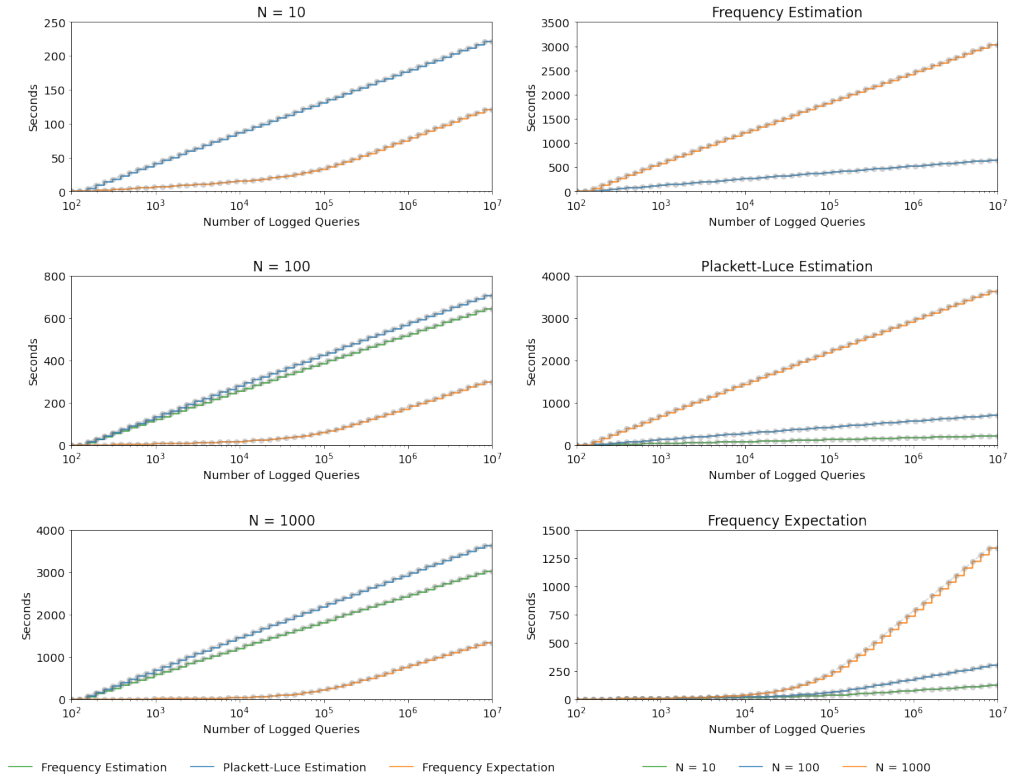 N = 10
250
200
150
100
50
0
Seconds
10² 10³ 10⁴ 10⁵ 10⁶ 10⁷
Number of Logged Queries
Frequency Estimation
3500
3000
2500
2000
1500
1000
500
0
Seconds
10² 10³ 10⁴ 10⁵ 10⁶ 10⁷
Number of Logged Queries
N = 100
800
600
400
200
0
Seconds
10² 10³ 10⁴ 10⁵ 10⁶ 10⁷
Number of Logged Queries
Plackett-Luce Estimation
4000
3000
2000
1000
0
Seconds
10² 10³ 10⁴ 10⁵ 10⁶ 10⁷
Number of Logged Queries
N = 1000
4000
3000
2000
1000
0
Seconds
10² 10³ 10⁴ 10⁵ 10⁶ 10⁷
Number of Logged Queries
Frequency Expectation
1500
1250
1000
750
500
250
0
Seconds
10² 10³ 10⁴ 10⁵ 10⁶ 10⁷
Number of Logged Queries
Frequency Estimation Plackett-Luce Estimation Frequency Expectation
N = 10 N = 100 N = 1000